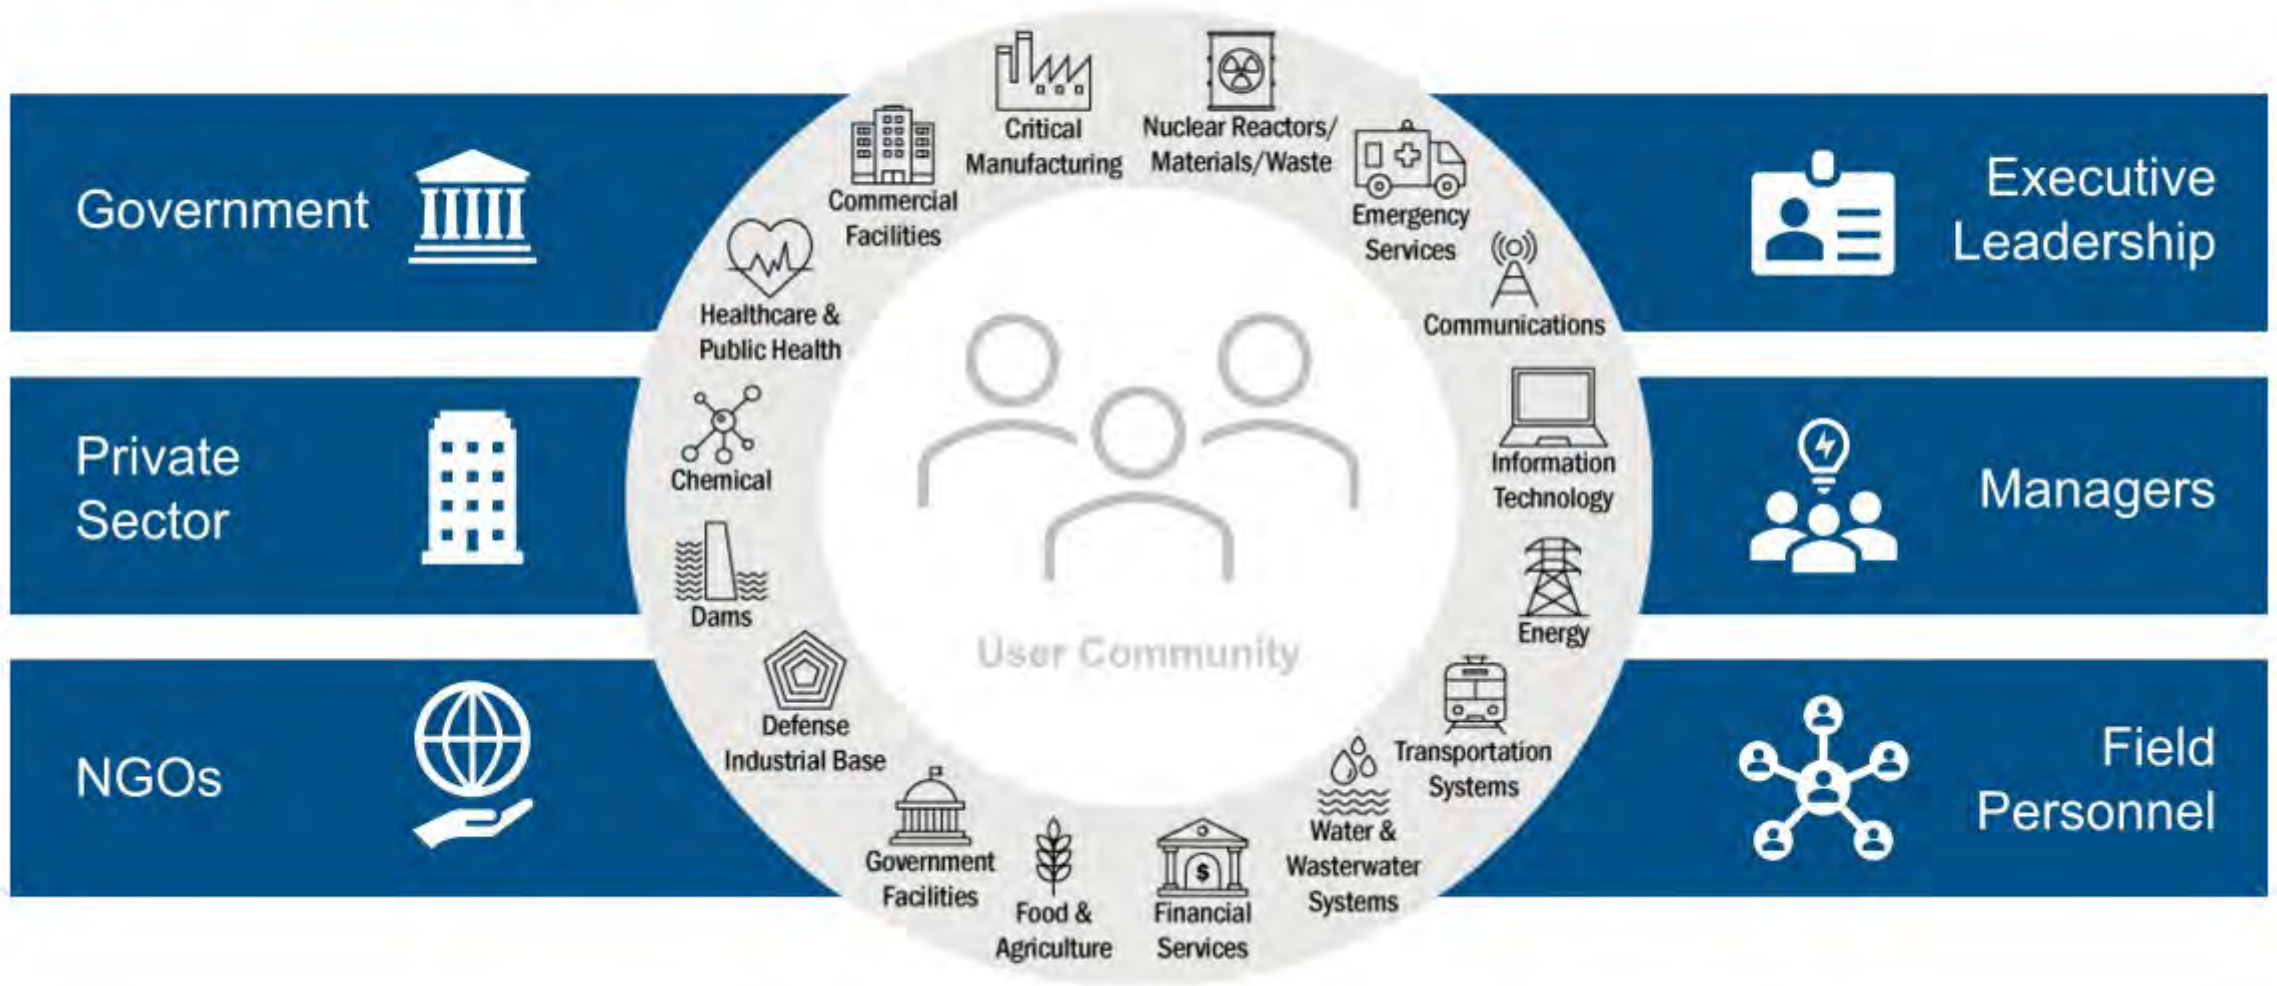 Government
Private
Sector
NGOs
Critical
Manufacturing
Nuclear Reactors/
Materials/Waste
Commercial
Facilities
Emergency
Services
Healthcare &
Public Health
Communications
Chemical
Information
Technology
Dams
Energy
Defense
Industrial Base
Transportation
Systems
Government
Facilities
Water &
Wasterwater
Systems
Food &
Agriculture
Financial
Services
$
User Community
Executive
Leadership
Managers
Field
Personnel